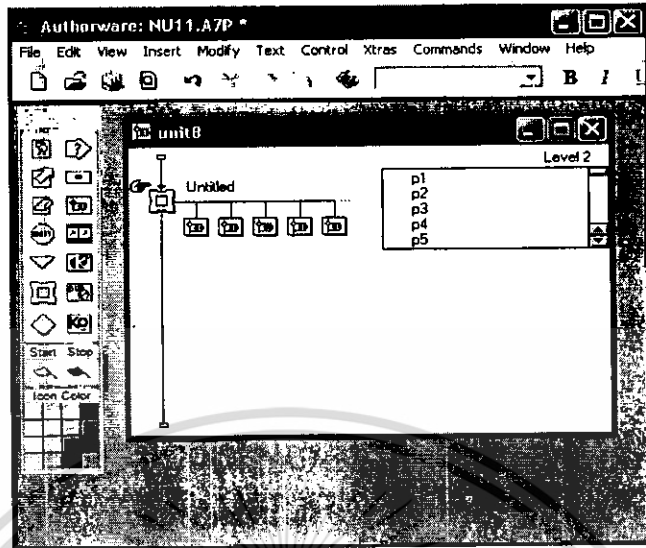 Authorware: NU11.A7P *
File Edit View Insert Modify Text Control Xtras Commands Window Help
B I U
unit8
Level 2
Untitled
p1
p2
p3
p4
p5
Start Stop
Icon Color